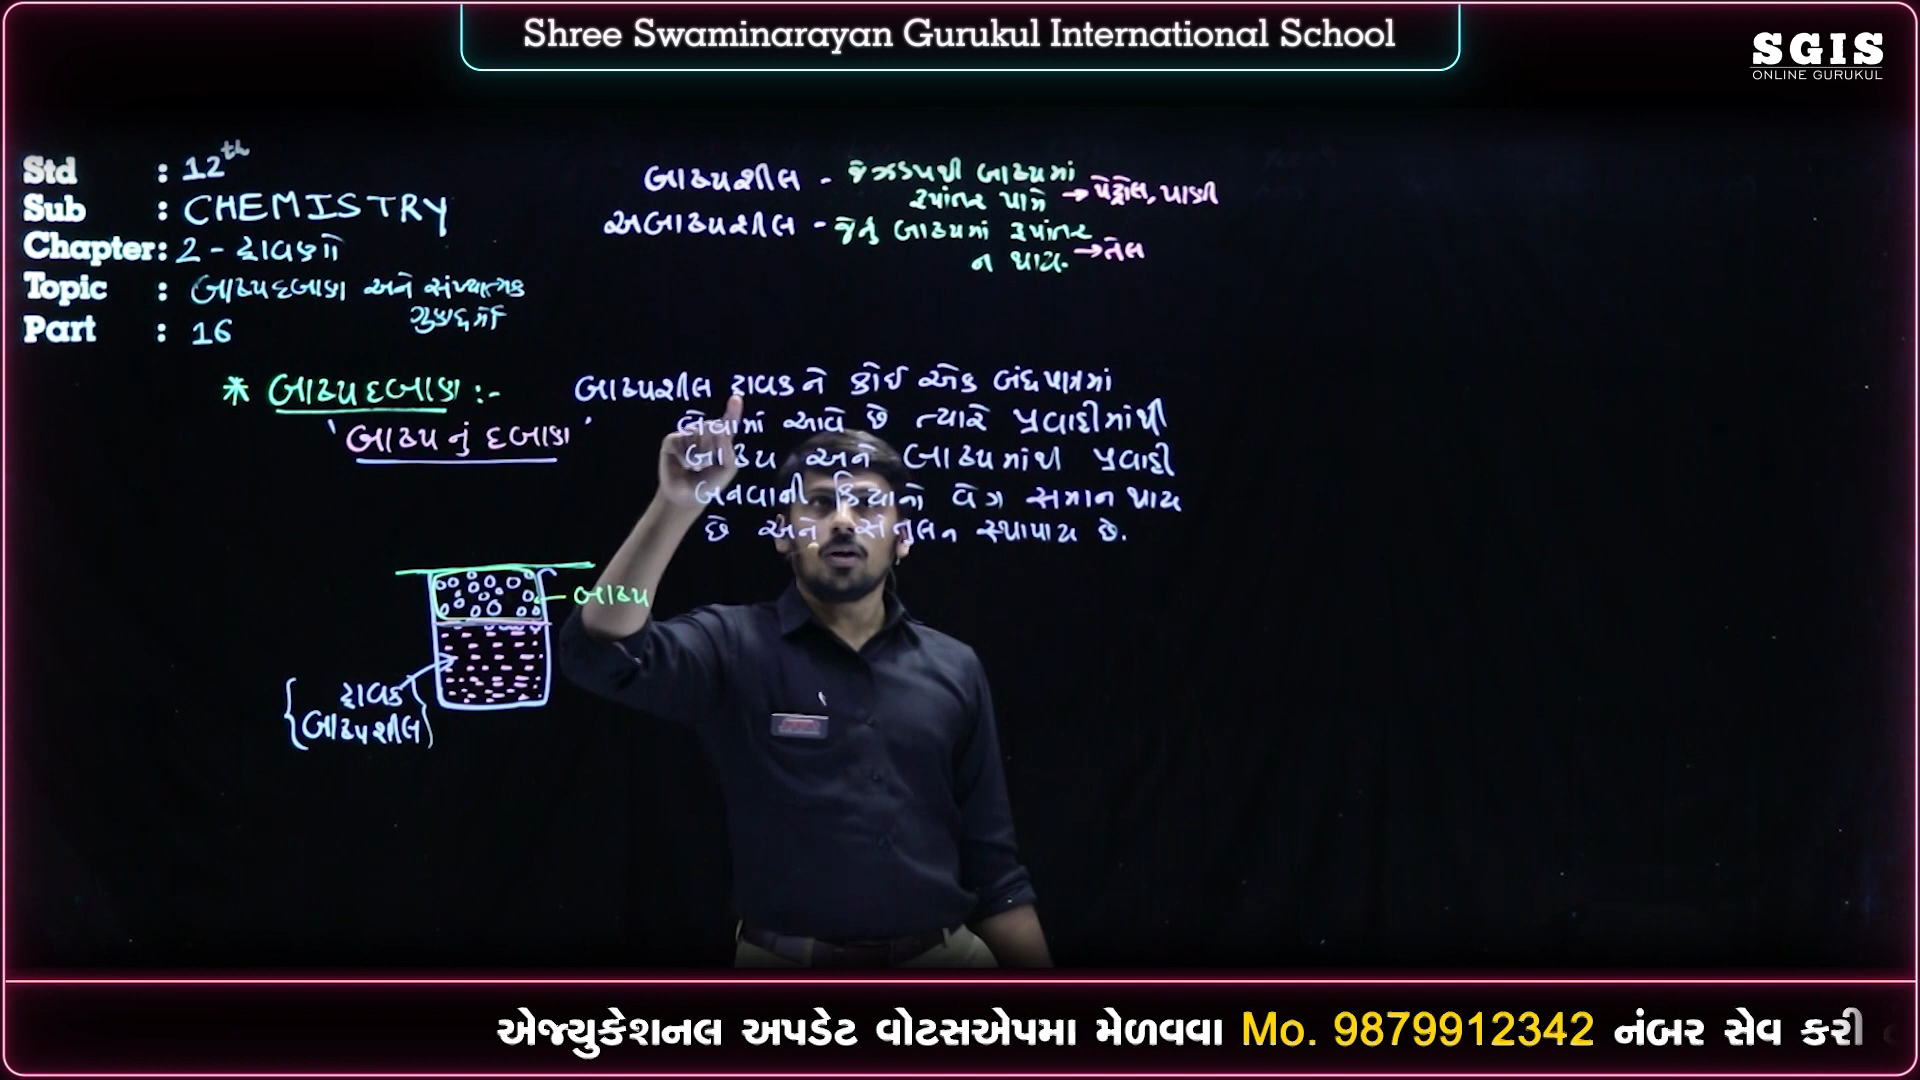 Shree Swaminarayan Gurukul International School
SGIS
ONLINE GURUKUL
Std : 12th
Sub : CHEMISTRY
Chapter: 2 - દ્રાવણો
Topic : બાષ્પદબાણ અને સંખ્યાત્મક
ગુણધર્મો
Part : 16
બાષ્પશીલ - જે ઝડપથી બાષ્પમાં
રૂપાંતર પામે → પેટ્રોલ, પાણી
અબાષ્પશીલ - જેનું બાષ્પમાં રૂપાંતર
ન થાય. → તેલ
* બાષ્પદબાણ :-
'બાષ્પનું દબાણ'
બાષ્પશીલ દ્રાવકને કોઈ એક બંધ પાત્રમાં
લેવામાં આવે છે ત્યારે પ્રવાહીમાંથી
બાષ્પ અને બાષ્પમાંથી પ્રવાહી
બનવાની ક્રિયાનો વેગ સમાન થાય
છે અને સંતુલન સ્થાપાય છે.
બાષ્પ
{દ્રાવક
બાષ્પશીલ}
એજ્યુકેશનલ અપડેટ વોટસએપમા મેળવવા Mo. 9879912342 નંબર સેવ કરી